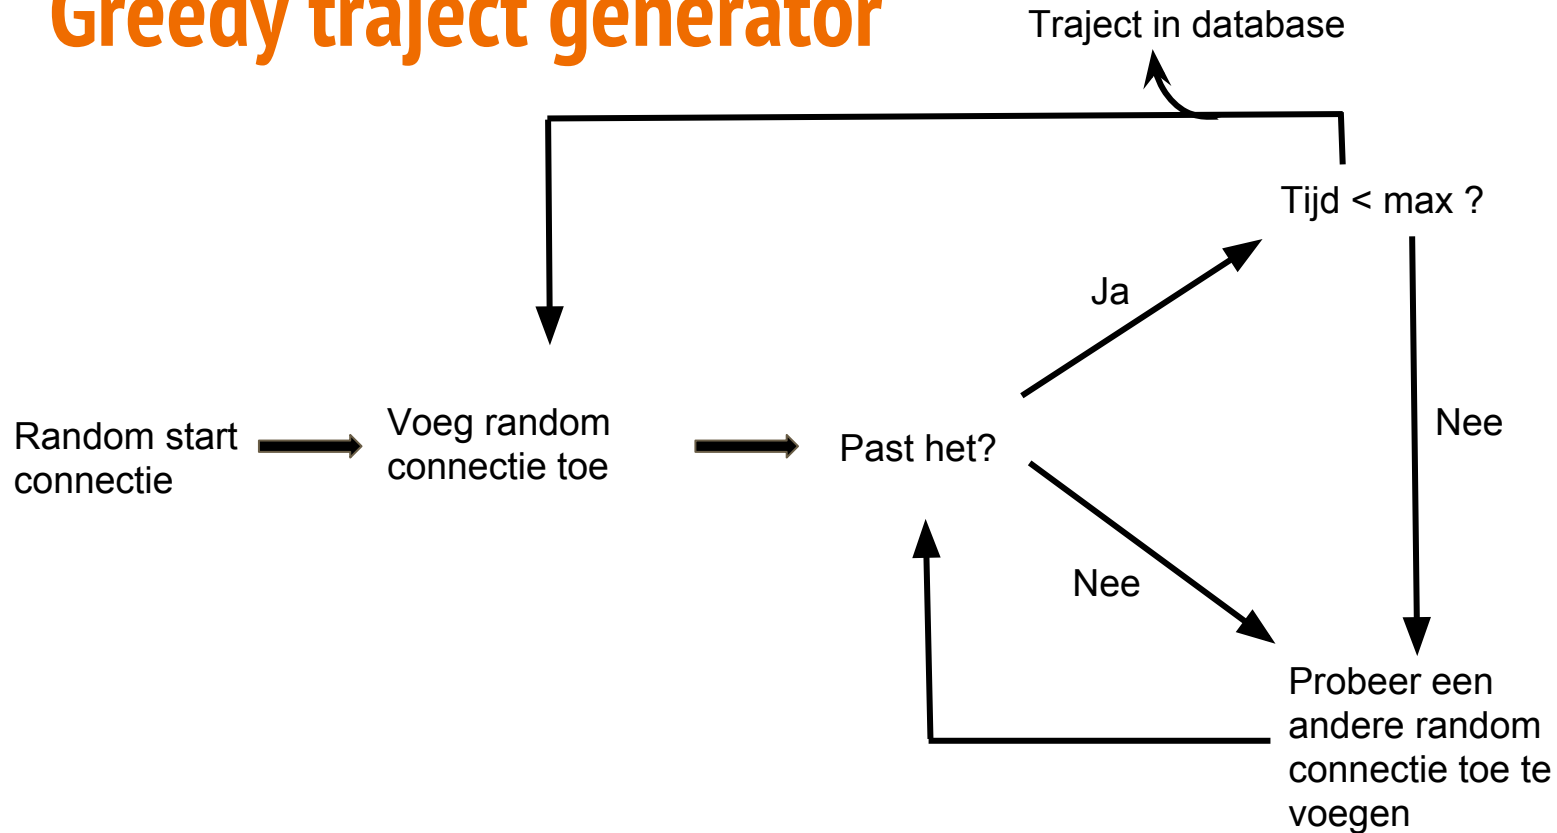 Greedy traject generator
Traject in database
Tijd < max ?
Ja
Random start
connectie
Voeg random
connectie toe
Past het?
Nee
Nee
Probeer een
andere random
connectie toe te
voegen